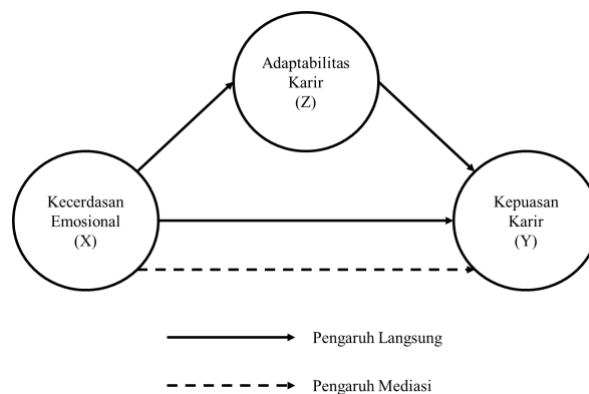 Adaptabilitas
Karir
(Z)
Kecerdasan
Emosional
(X)
Kepuasan
Karir
(Y)
Pengaruh Langsung
Pengaruh Mediasi